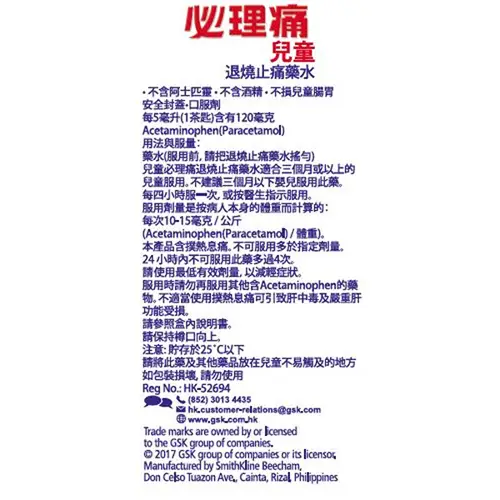 必理痛
兒童
退燒止痛藥水
• 不含阿士匹靈 • 不含酒精 • 不損兒童腸胃
安全封蓋•口服劑
每5毫升(1茶匙)含有120毫克
Acetaminophen(Paracetamol)
用法與服量:
藥水(服用前, 請把退燒止痛藥水搖勻)
兒童必理痛退燒止痛藥水適合三個月或以上的
兒童服用。不建議三個月以下嬰兒服用此藥。
每四小時服一次, 或按醫生指示服用。
服用劑量是按病人本身的體重而計算的:
每次10-15毫克 / 公斤
(Acetaminophen(Paracetamol) / 體重)。
本產品含撲熱息痛。不可服用多於指定劑量。
24 小時內不可服用此藥多過4次。
請使用最低有效劑量, 以減輕症狀。
服用時請勿再服用其他含Acetaminophen的藥
物。不適當使用撲熱息痛可引致肝中毒及嚴重肝
功能受損。
請參照盒內說明書。
請保持樽口向上。
注意: 貯存於25˚C以下
請將此藥及其他藥品放在兒童不易觸及的地方
如包裝損壞, 請勿使用
Reg No.: HK-52694
(852) 3013 4435
hk.customer-relations@gsk.com
www.gsk.com.hk
Trade marks are owned by or licensed
to the GSK group of companies.
© 2017 GSK group of companies or its licensor.
Manufactured by SmithKline Beecham,
Don Celso Tuazon Ave., Cainta, Rizal, Philippines